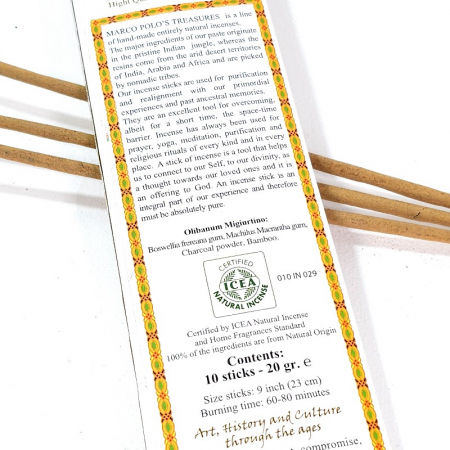 MARCO POLO'S TREASURES is a line
of hand-made entirely natural incenses.
The major ingredients of our paste originate
in the pristine Indian jungle, whereas the
resins come from the arid desert territories
of India, Arabia and Africa and are picked
by nomadic tribes.
Our incense sticks are used for purification
and realignment with our primordial
experiences and past ancestral memories.
They are an excellent tool for overcoming,
albeit for a short time, the space-time
barrier. Incense has always been used for
prayer, yoga, meditation, purification and
religious rituals of every kind and in every
place. A stick of incense is a tool that helps
us to connect to our Self, to our divinity, as
a thought towards our loved ones and it is
an offering to God. An incense stick is an
integral part of our experience and therefore
must be absolutely pure.
Olibanum Migiurtino:
Boswellia frereana gum, Machilus Macrantha gum,
Charcoal powder, Bamboo.
CERTIFIED
ICEA
NATURAL INCENSE
010 IN 029
Certified by ICEA Natural Incense
and Home Fragrances Standard
100% of the ingredients are from Natural Origin
Contents:
10 sticks - 20 gr. ℮
Size sticks: 9 inch (23 cm)
Burning time: 60-80 minutes
Art, History and Culture
through the ages
compromise,